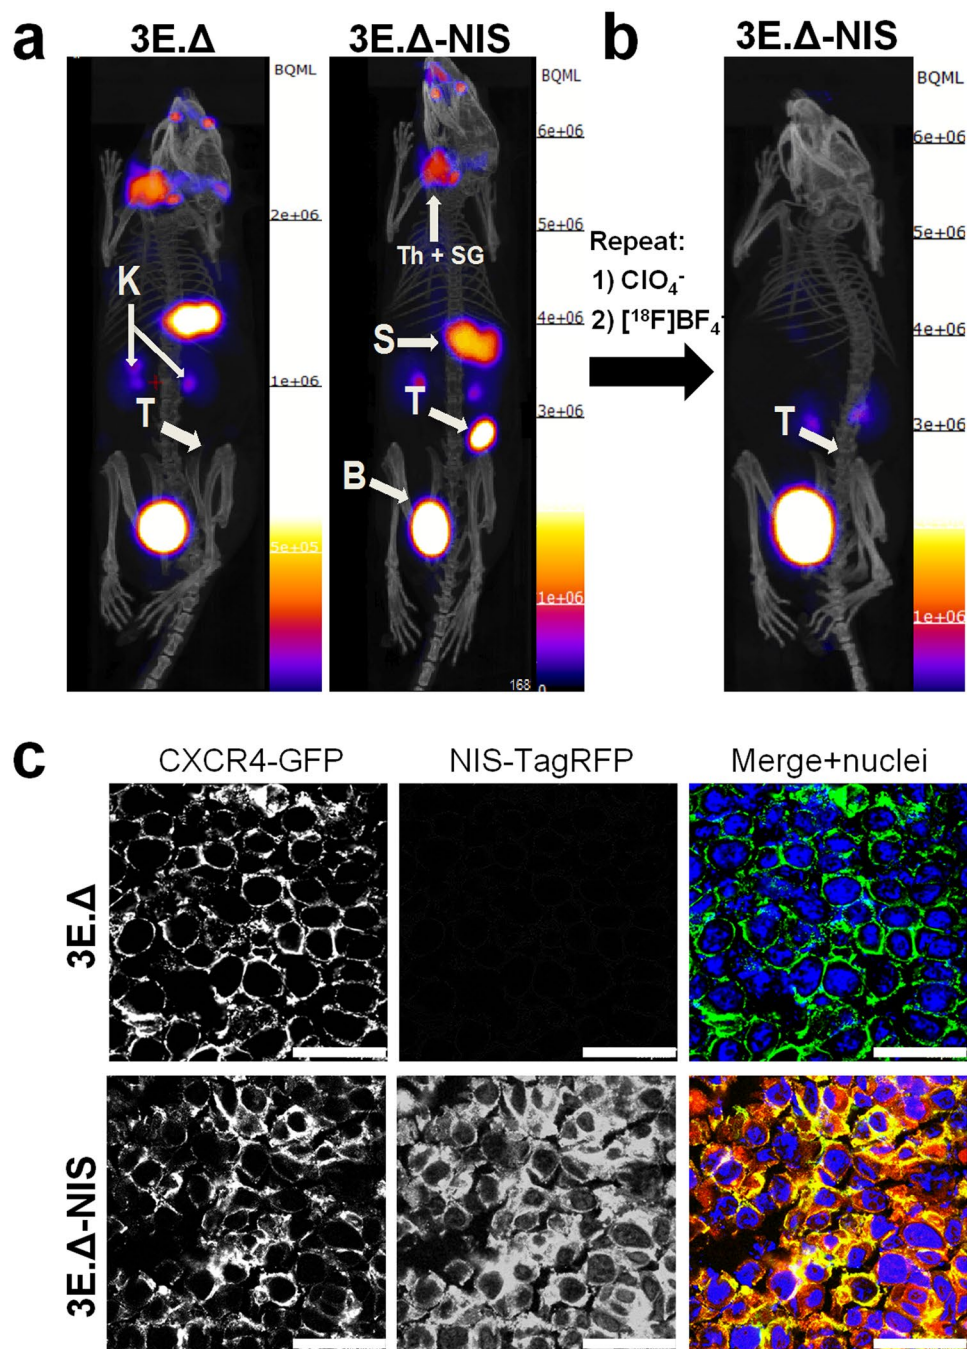 a
3E.Δ
3E.Δ-NIS
b
3E.Δ-NIS
BQML
2e+06
1e+06
5e+05
K
T
BQML
6e+06
5e+06
4e+06
3e+06
1e+06
0
168
Th + SG
S
T
B
Repeat:
1) ClO₄⁻
2) [¹⁸F]BF₄⁻
BQML
6e+06
5e+06
4e+06
3e+06
1e+06
T
c
CXCR4-GFP
NIS-TagRFP
Merge+nuclei
3E.Δ
3E.Δ-NIS